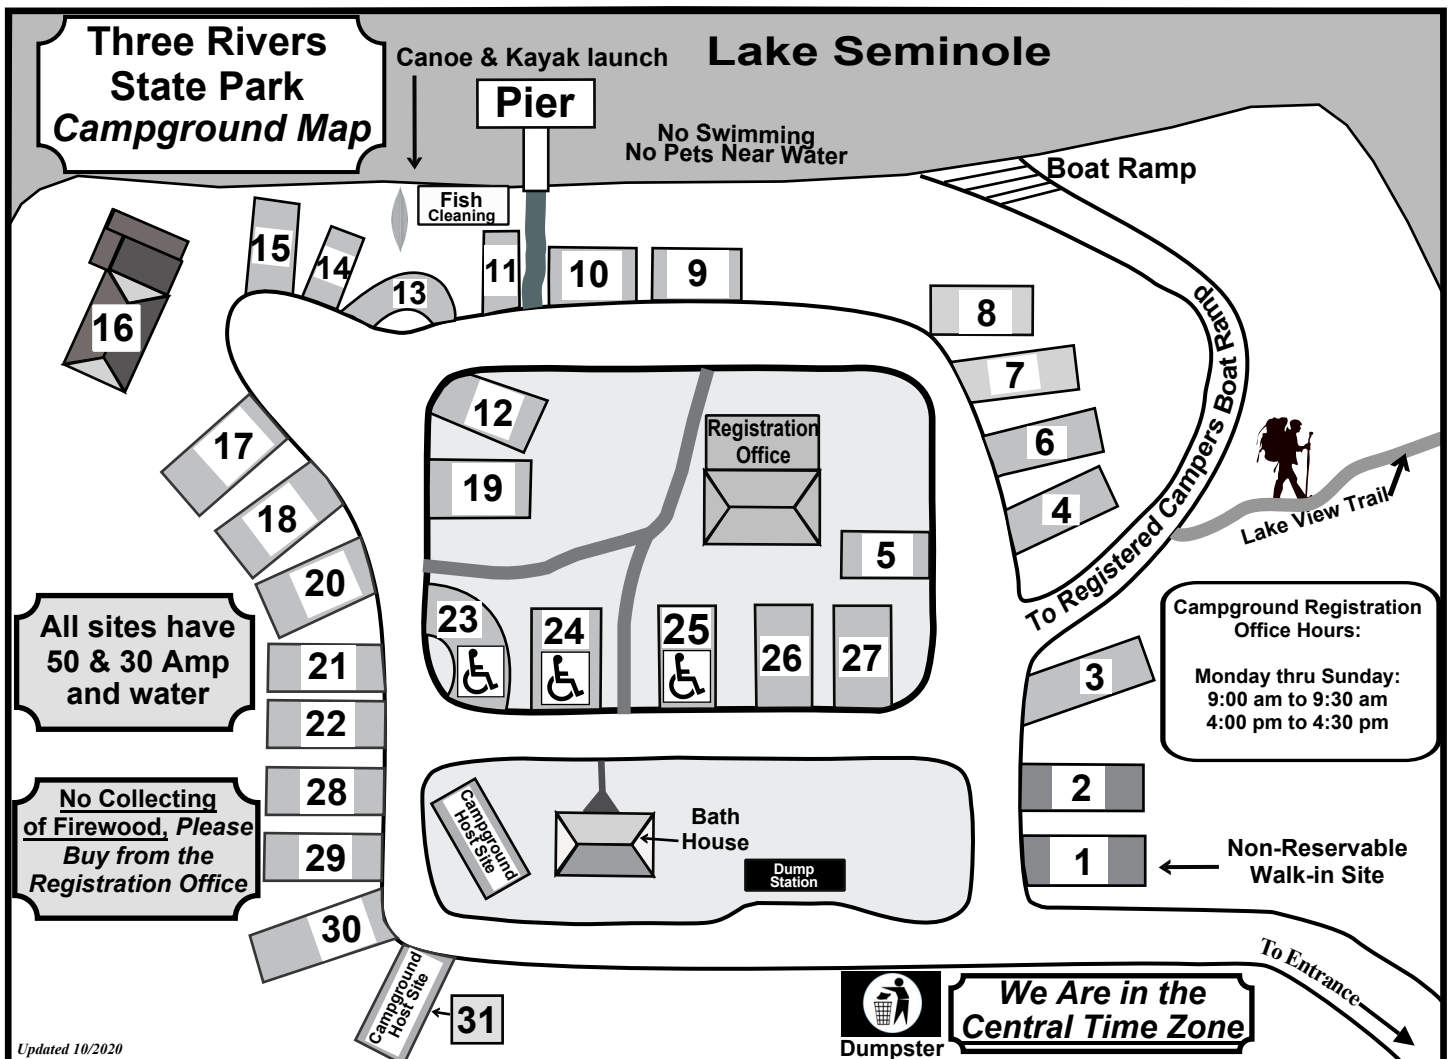 Three Rivers
State Park
Campground Map
Canoe & Kayak launch
Lake Seminole
Pier
No Swimming
No Pets Near Water
Boat Ramp
Fish
Cleaning
15
14
13
11
10
9
8
16
7
12
Registration
Office
6
17
19
4
18
5
To Registered Campers Boat Ramp
Lake View Trail
20
All sites have
50 & 30 Amp
and water
23
24
25
26
27
21
22
3
Campground Registration
Office Hours:
Monday thru Sunday:
9:00 am to 9:30 am
4:00 pm to 4:30 pm
No Collecting
of Firewood, Please
Buy from the
Registration Office
28
29
30
Campground
Host Site
Bath
House
Dump
Station
2
1
Non-Reservable
Walk-in Site
To Entrance
Campground
Host Site
31
Dumpster
We Are in the
Central Time Zone
Updated 10/2020